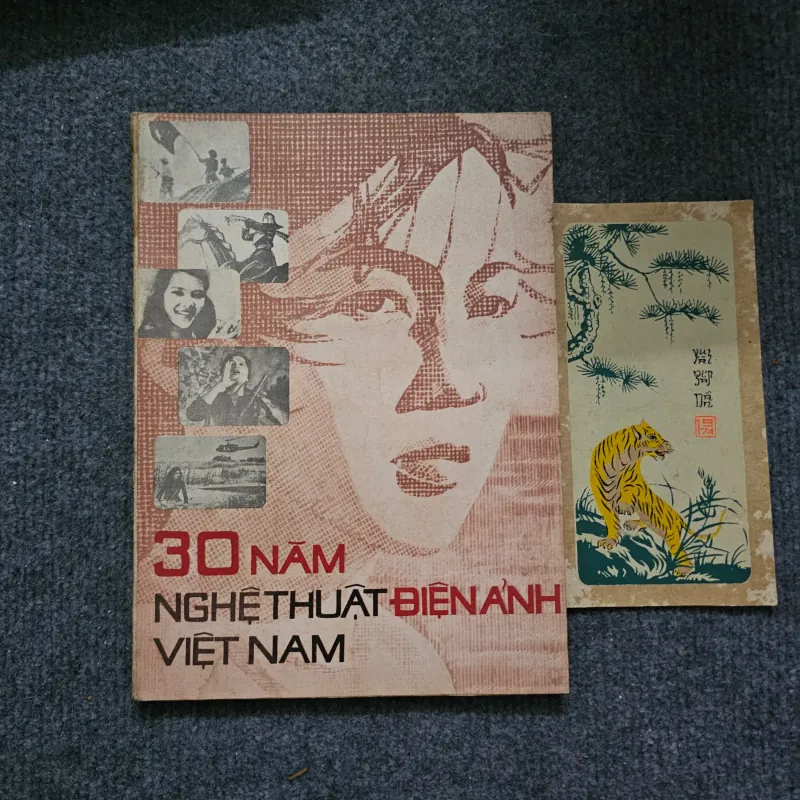 30 NĂM
NGHỆ THUẬT ĐIỆN ẢNH
VIỆT NAM